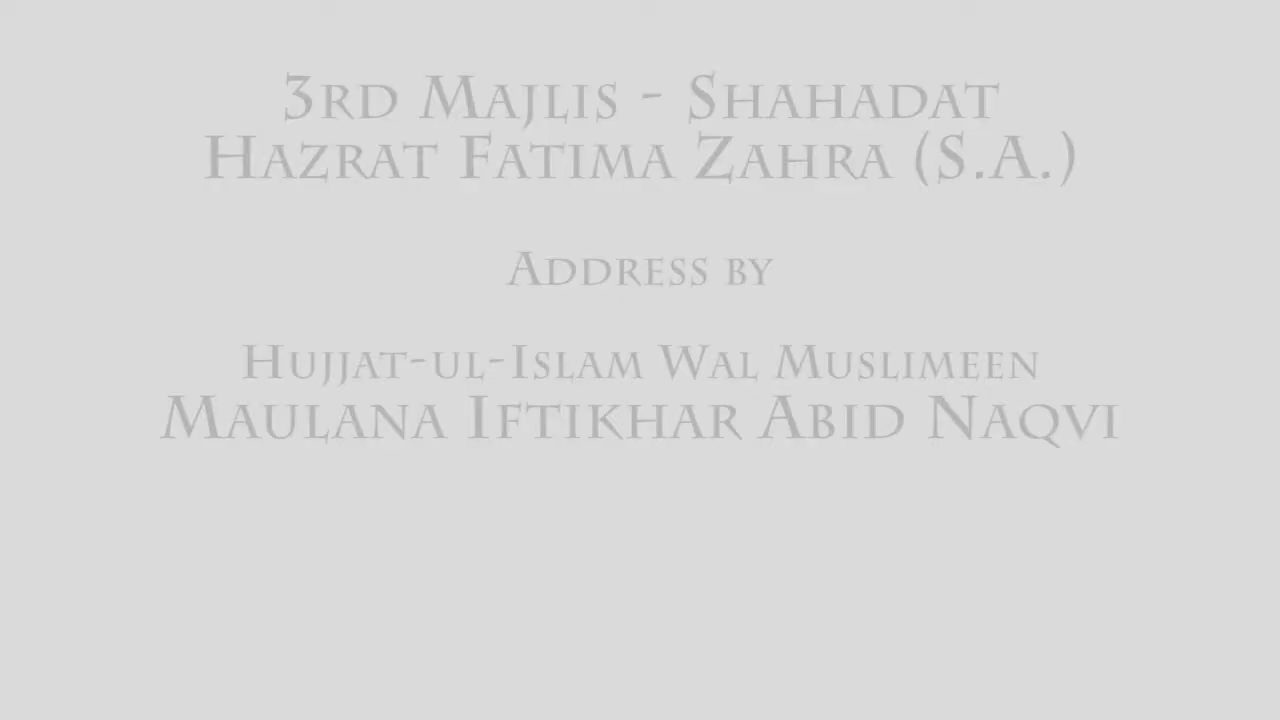 3rd Majlis - Shahadat
Hazrat Fatima Zahra (S.A.)
Address by
Hujjat-ul-Islam Wal Muslimeen
Maulana Iftikhar Abid Naqvi